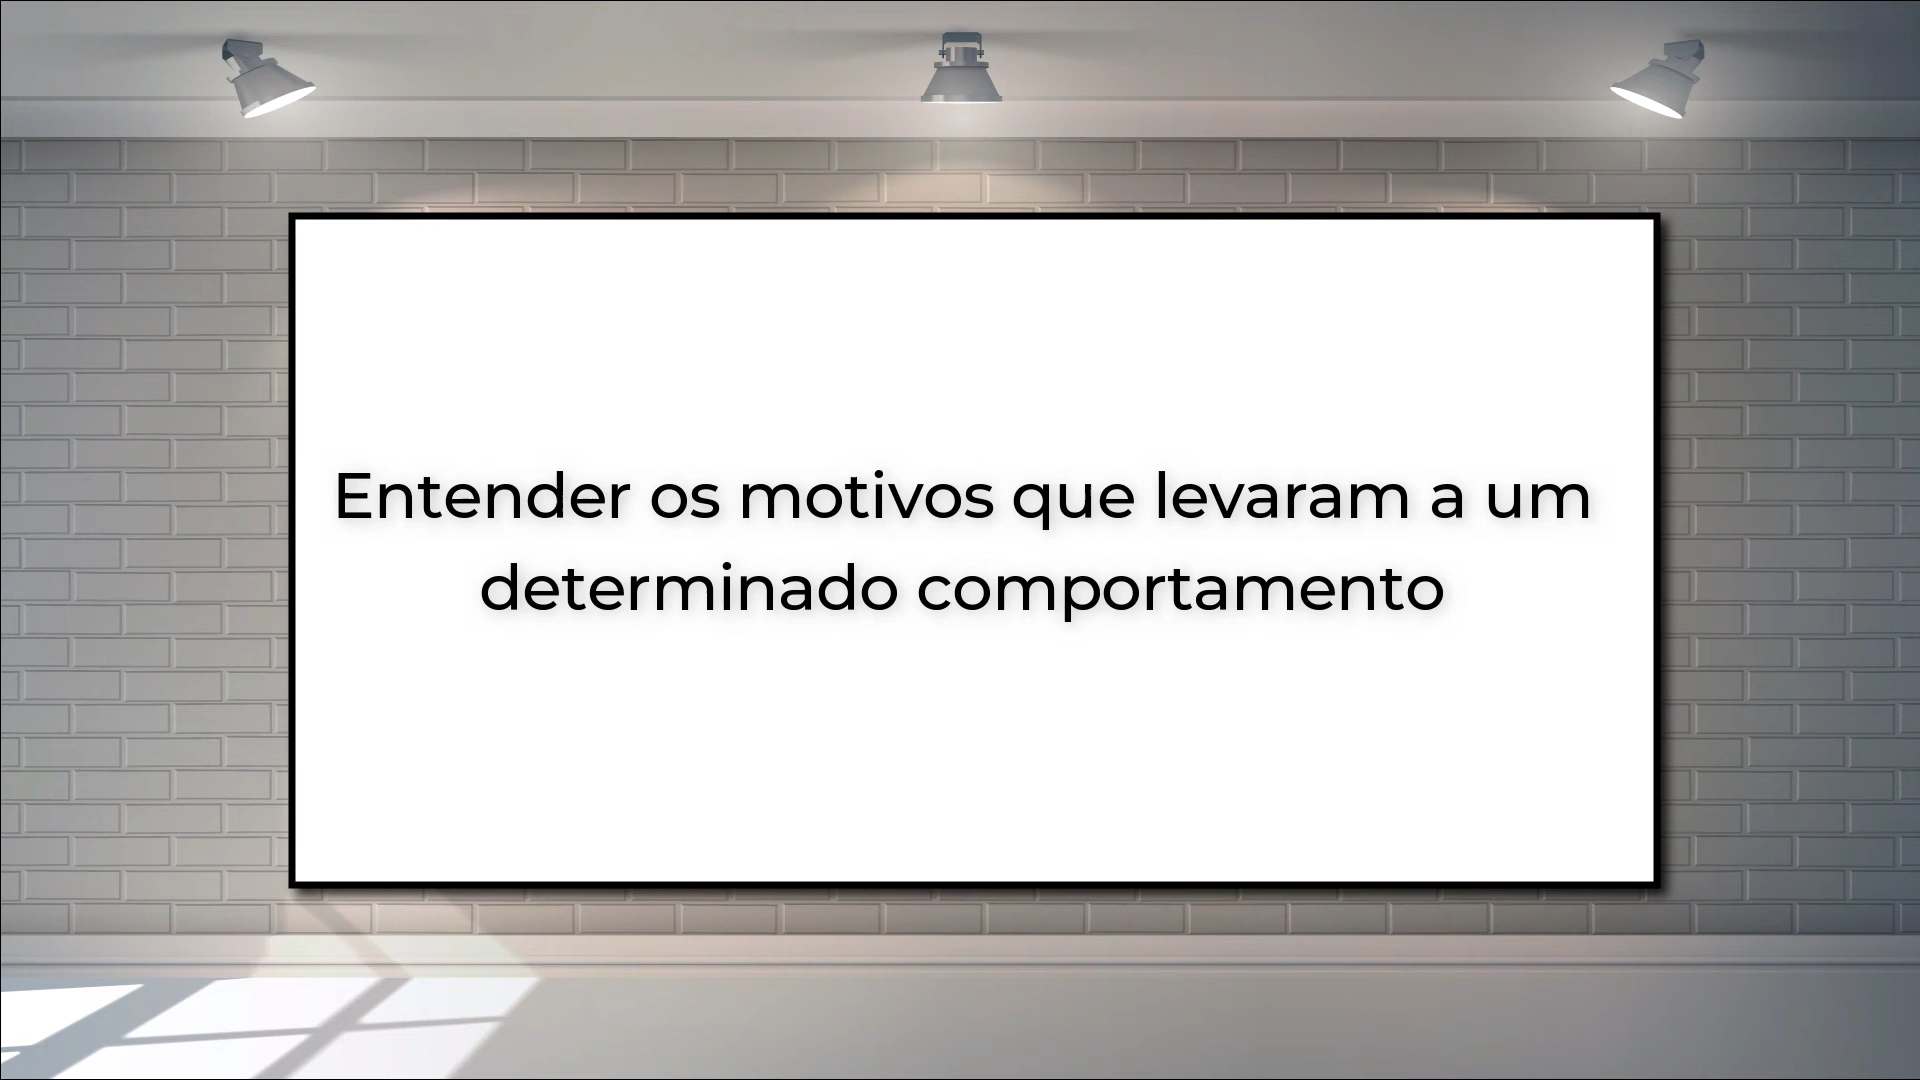 Entender os motivos que levaram a um
determinado comportamento